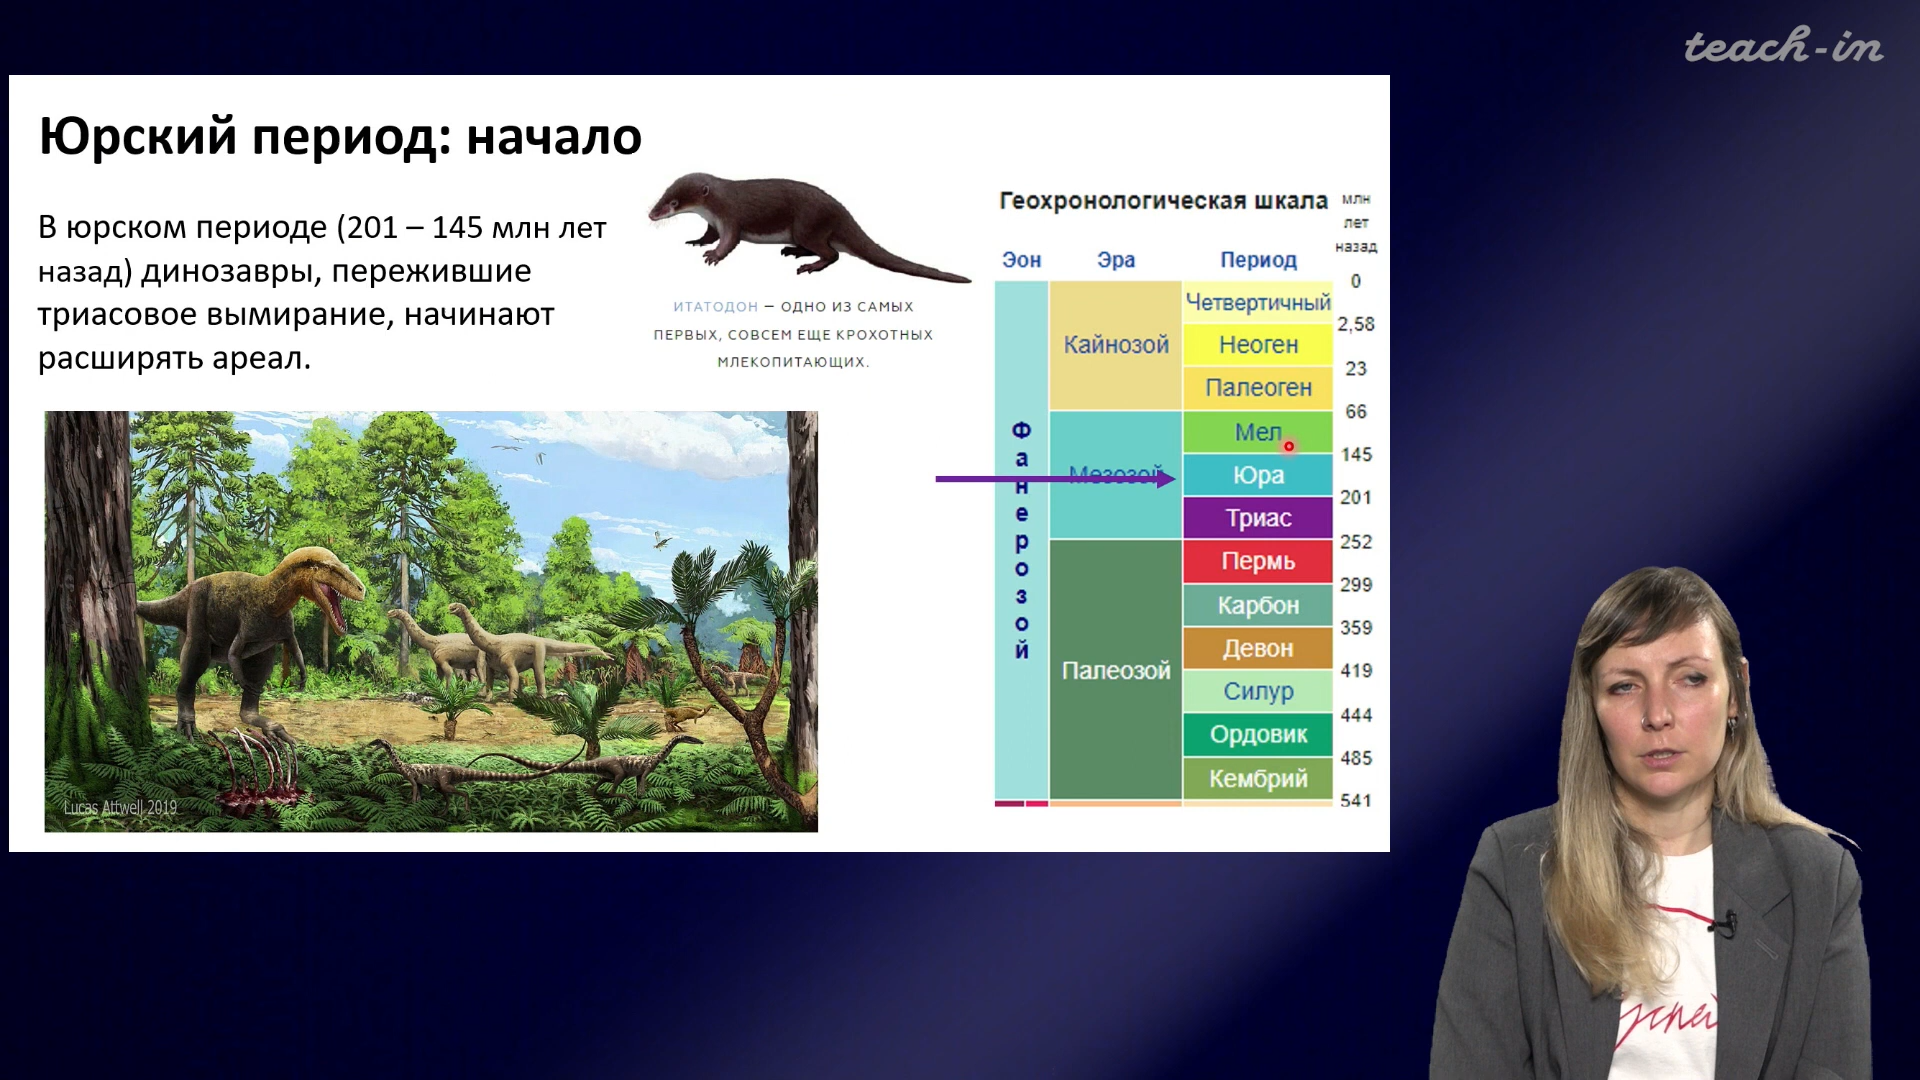 teach-in
Юрский период: начало
В юрском периоде (201 – 145 млн лет
назад) динозавры, пережившие
триасовое вымирание, начинают
расширять ареал.
ИТАТОДОН — ОДНО ИЗ САМЫХ
ПЕРВЫХ, СОВСЕМ ЕЩЕ КРОХОТНЫХ
МЛЕКОПИТАЮЩИХ.
Lucas Attwell 2019
Геохронологическая шкала
млн
лет
назад
Эон Эра Период
0
Четвертичный
2,58
Кайнозой
Неоген
23
Палеоген
66
Мел
145
Мезозой
Юра
201
Триас
252
Фанерозой
Пермь
299
Карбон
359
Девон
419
Палеозой
Силур
444
Ордовик
485
Кембрий
541